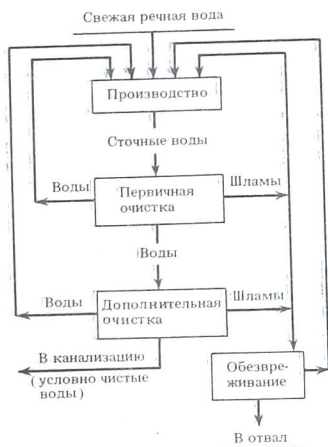 Свежая речная вода
Производство
Сточные воды
Воды
Первичная
очистка
Шламы
Воды
Воды
Дополнительная
очистка
Шламы
В канализацию
(условно чистые
воды)
Обезвре-
живание
В отвал